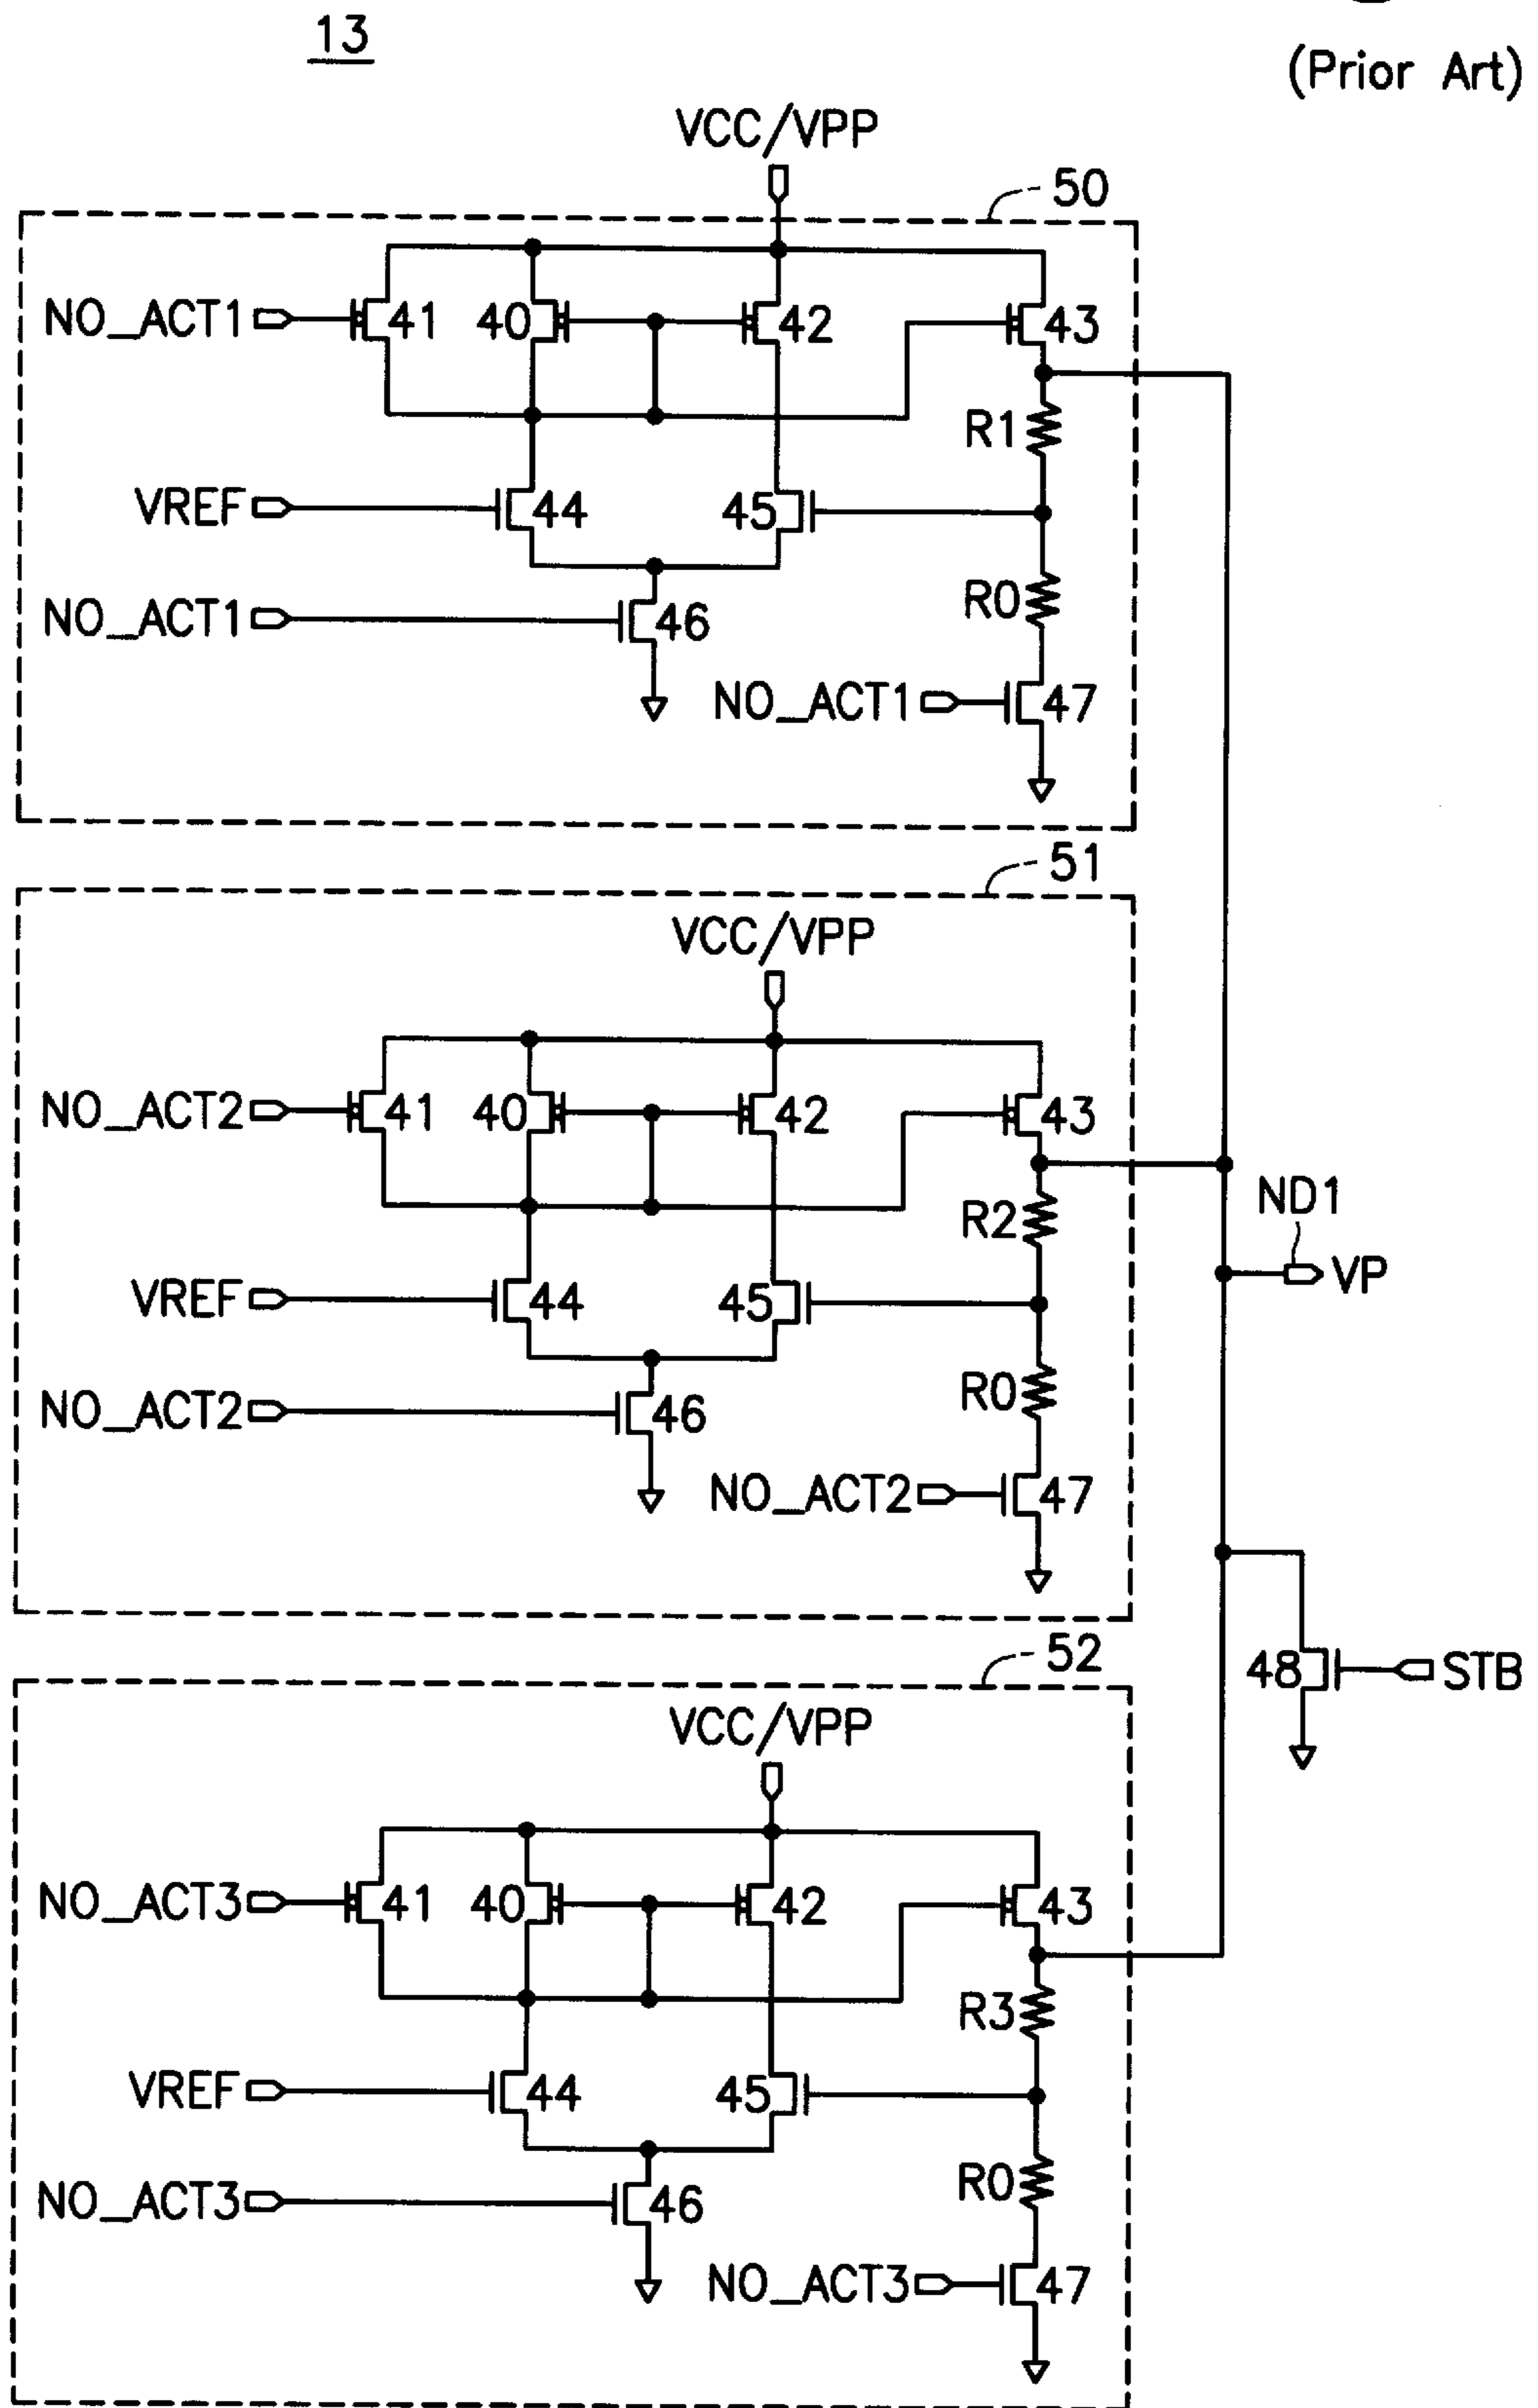 13
(Prior Art)
VCC/VPP
50
NO_ACT1
41
40
42
43
R1
VREF
44
45
R0
NO_ACT1
46
NO_ACT1
47
51
VCC/VPP
NO_ACT2
41
40
42
43
R2
ND1
VP
VREF
44
45
R0
NO_ACT2
46
NO_ACT2
47
52
48
STB
VCC/VPP
NO_ACT3
41
40
42
43
R3
VREF
44
45
R0
NO_ACT3
46
NO_ACT3
47